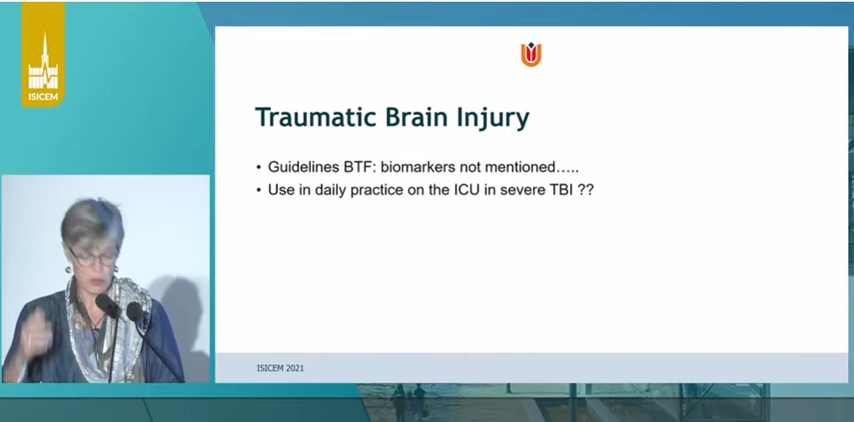 ISICEM
Traumatic Brain Injury
• Guidelines BTF: biomarkers not mentioned…..
• Use in daily practice on the ICU in severe TBI ??
ISICEM 2021